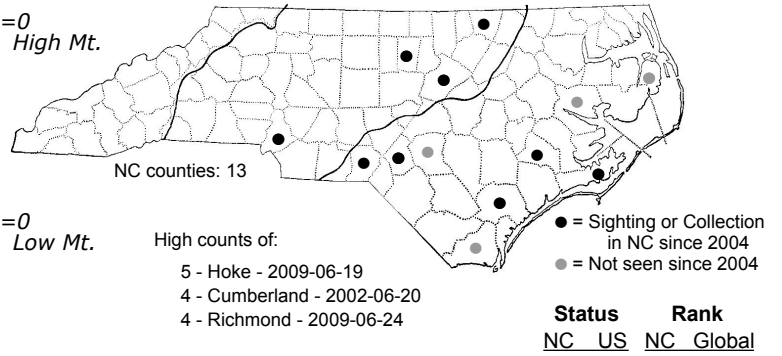 =0
High Mt.
NC counties: 13
=0
Low Mt.
High counts of:
5 - Hoke - 2009-06-19
4 - Cumberland - 2002-06-20
4 - Richmond - 2009-06-24
= Sighting or Collection
in NC since 2004
= Not seen since 2004
Status Rank
NC US NC Global